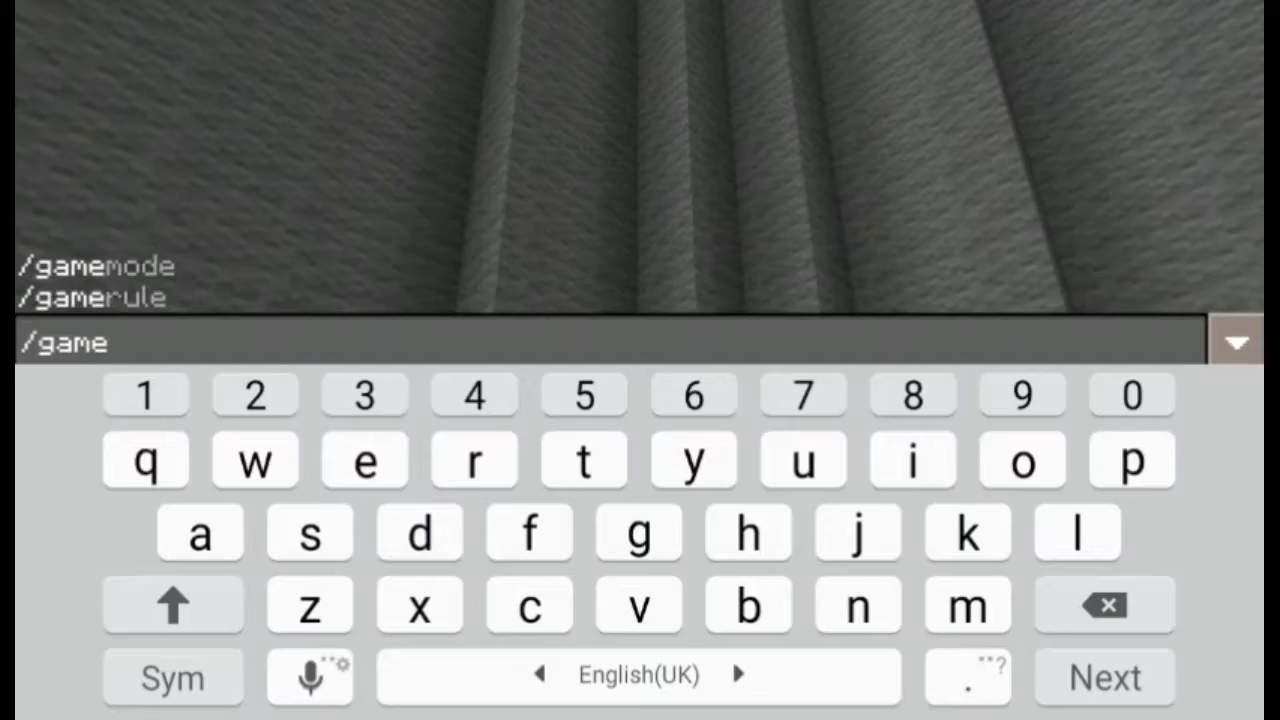 /gamemode
/gamerule
/game
1 2 3 4 5 6 7 8 9 0
q w e r t y u i o p
a s d f g h j k l
z x c v b n m
Sym English(UK) . ? Next